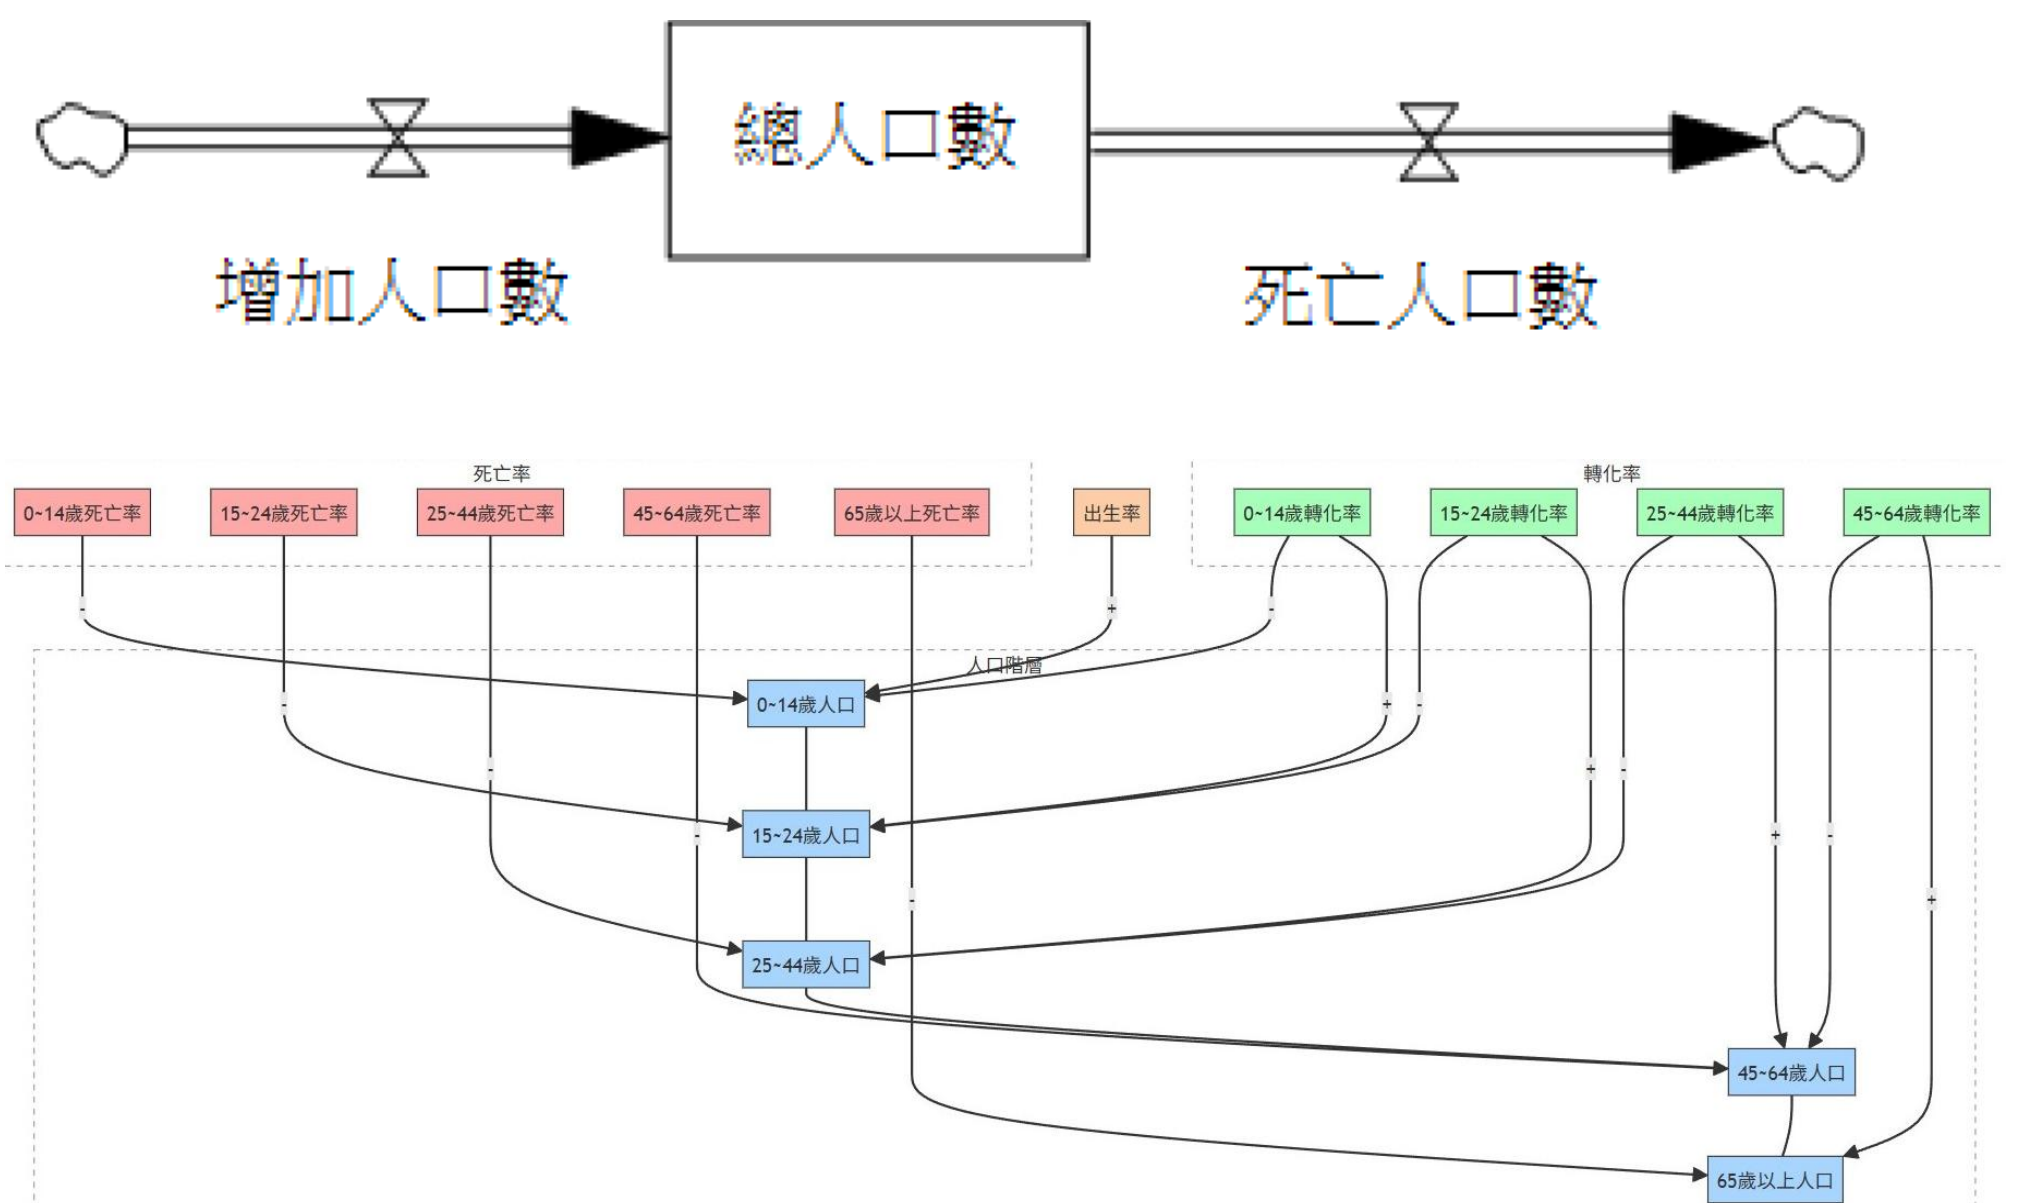 總人口數
增加人口數
死亡人口數
死亡率
轉化率
0~14歲死亡率
15~24歲死亡率
25~44歲死亡率
45~64歲死亡率
65歲以上死亡率
出生率
0~14歲轉化率
15~24歲轉化率
25~44歲轉化率
45~64歲轉化率
-
+
-
人口階層
0~14歲人口
-
+
-
-
+
-
15~24歲人口
-
+
-
-
+
25~44歲人口
45~64歲人口
65歲以上人口